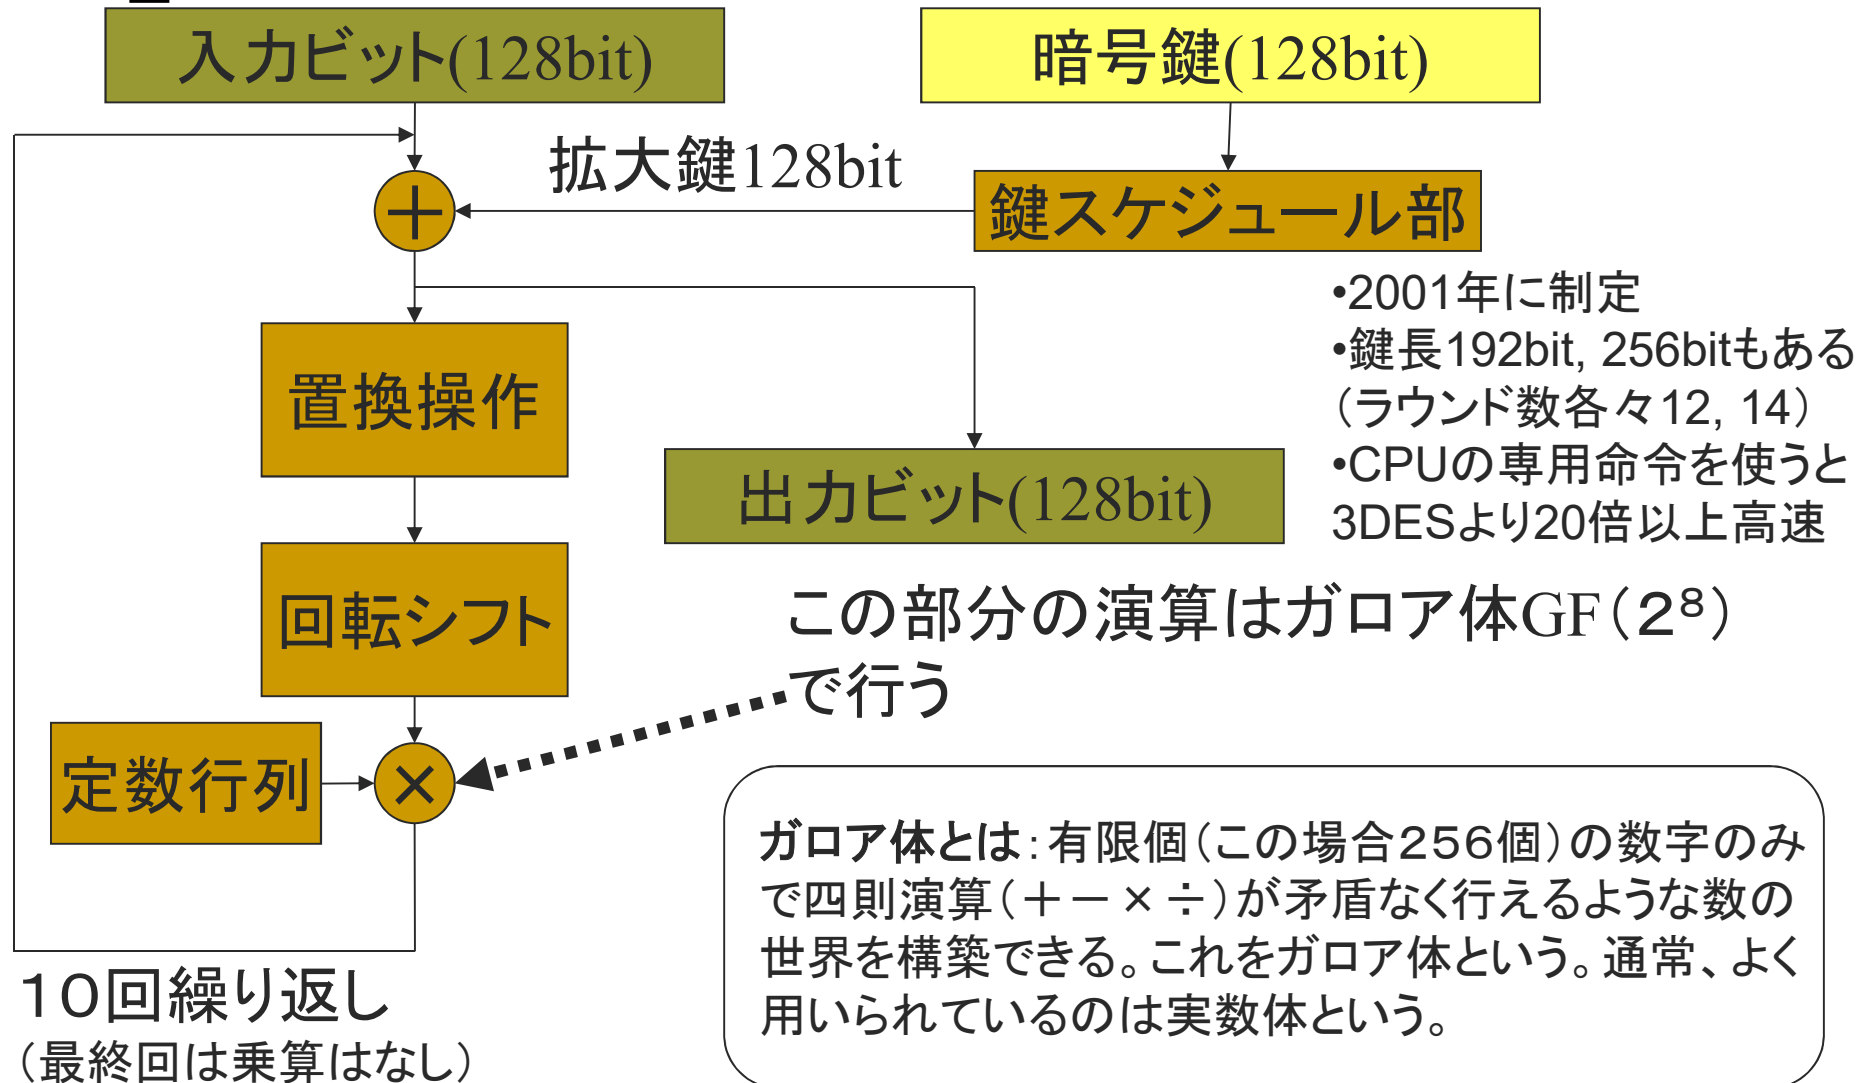 入力ビット(128bit)
暗号鍵(128bit)
拡大鍵128bit
＋
鍵スケジュール部
•2001年に制定
•鍵長192bit, 256bitもある
（ラウンド数各々12, 14）
•CPUの専用命令を使うと
3DESより20倍以上高速
置換操作
出力ビット(128bit)
回転シフト
この部分の演算はガロア体GF（２⁸）
で行う
定数行列
×
ガロア体とは：有限個（この場合２５６個）の数字のみ
で四則演算（＋－×÷）が矛盾なく行えるような数の
世界を構築できる。これをガロア体という。通常、よく
用いられているのは実数体という。
１０回繰り返し
（最終回は乗算はなし）